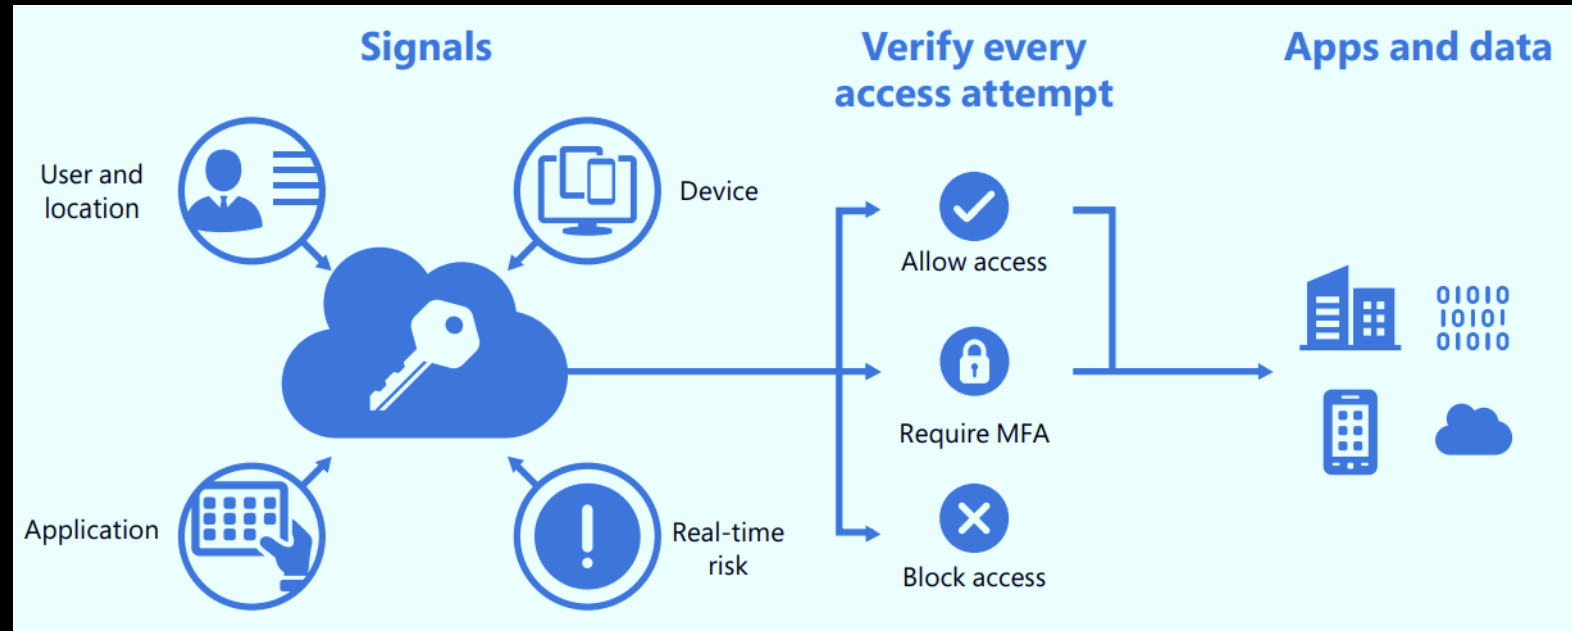 Signals
Verify every
access attempt
Apps and data
User and
location
Device
Allow access
01010
10101
01010
Require MFA
Application
Real-time
risk
Block access